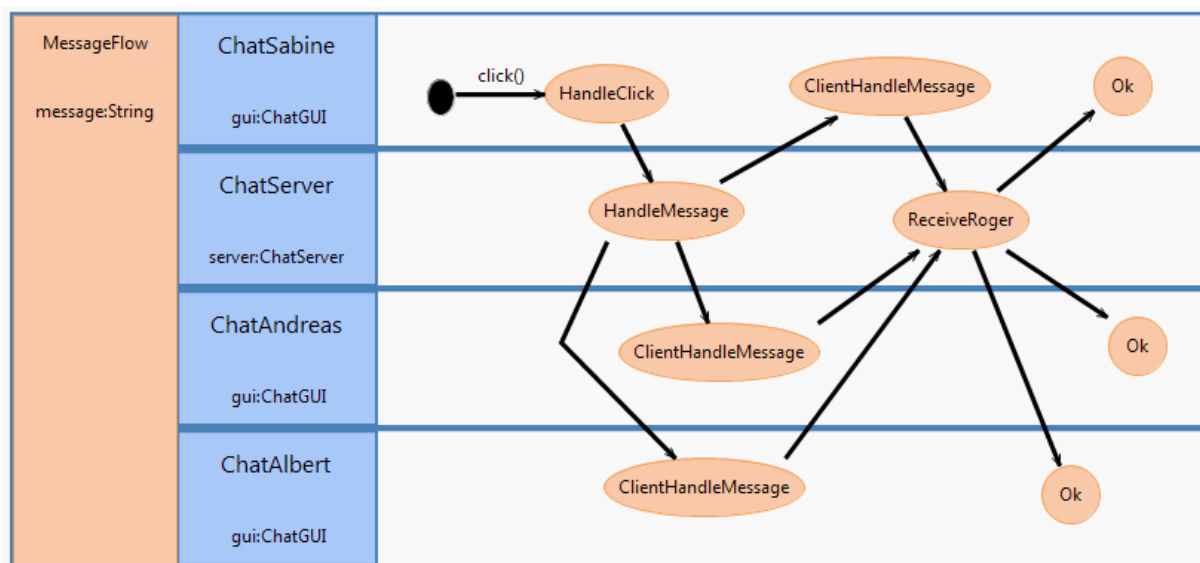 MessageFlow
message:String
ChatSabine
gui:ChatGUI
click()
HandleClick
ClientHandleMessage
Ok
ChatServer
server:ChatServer
HandleMessage
ReceiveRoger
ChatAndreas
gui:ChatGUI
ClientHandleMessage
Ok
ChatAlbert
gui:ChatGUI
ClientHandleMessage
Ok